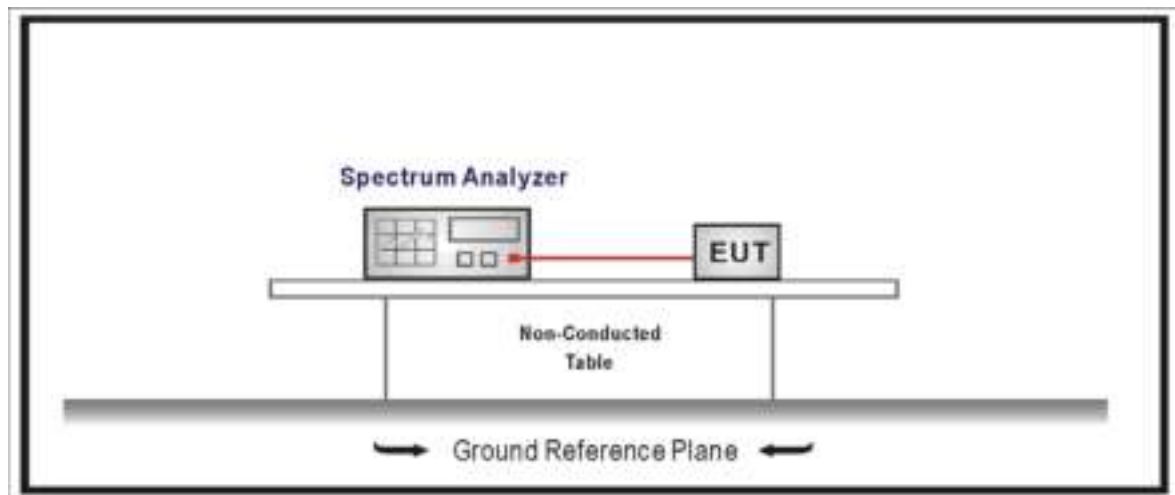 Spectrum Analyzer
EUT
Non-Conducted
Table
Ground Reference Plane